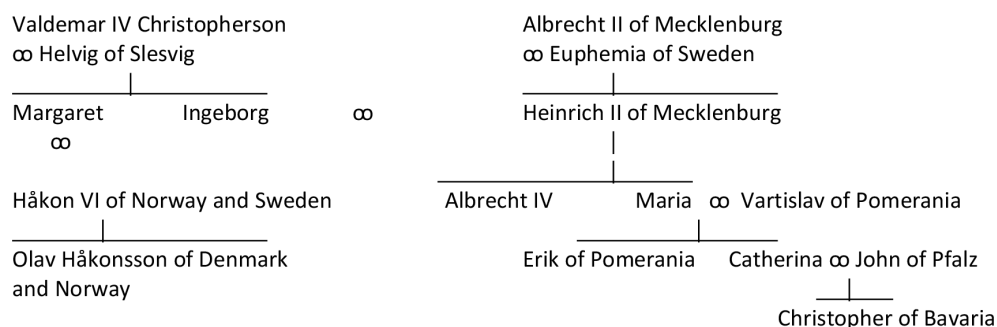 Valdemar IV Christopherson
ꝏ Helvig of Slesvig
Albrecht II of Mecklenburg
ꝏ Euphemia of Sweden
Margaret Ingeborg ꝏ Heinrich II of Mecklenburg
ꝏ
Håkon VI of Norway and Sweden
Albrecht IV Maria ꝏ Vartislav of Pomerania
Olav Håkonsson of Denmark
and Norway
Erik of Pomerania Catherina ꝏ John of Pfalz
Christopher of Bavaria